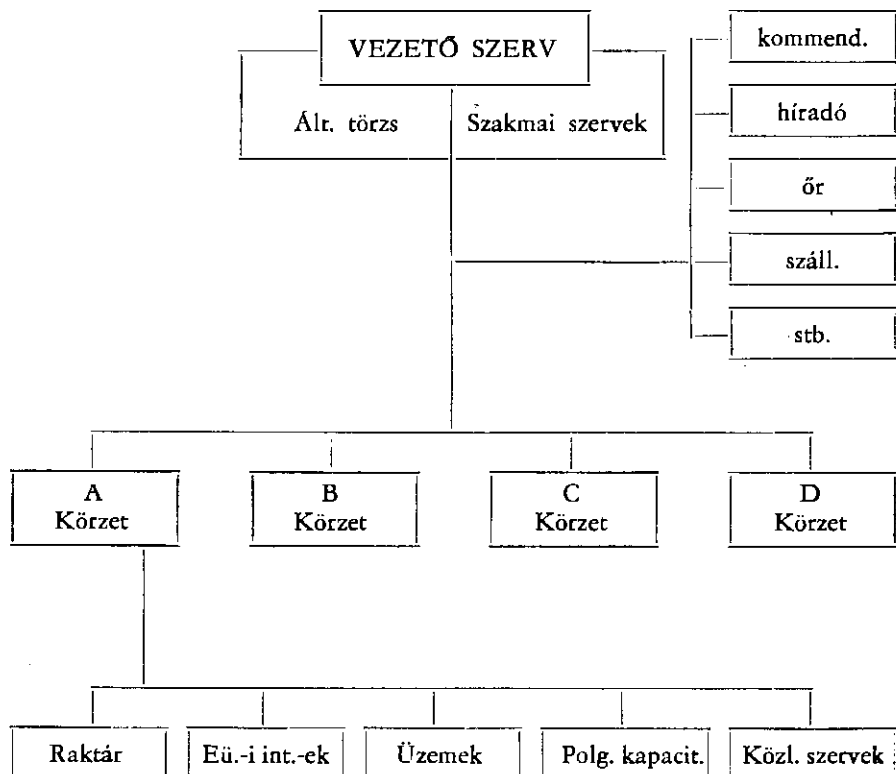 VEZETŐ SZERV
Ált. törzs
Szakmai szervek
kommend.
híradó
őr
száll.
stb.
A
Körzet
B
Körzet
C
Körzet
D
Körzet
Raktár
Eü.-i int.-ek
Üzemek
Polg. kapacit.
Közl. szervek